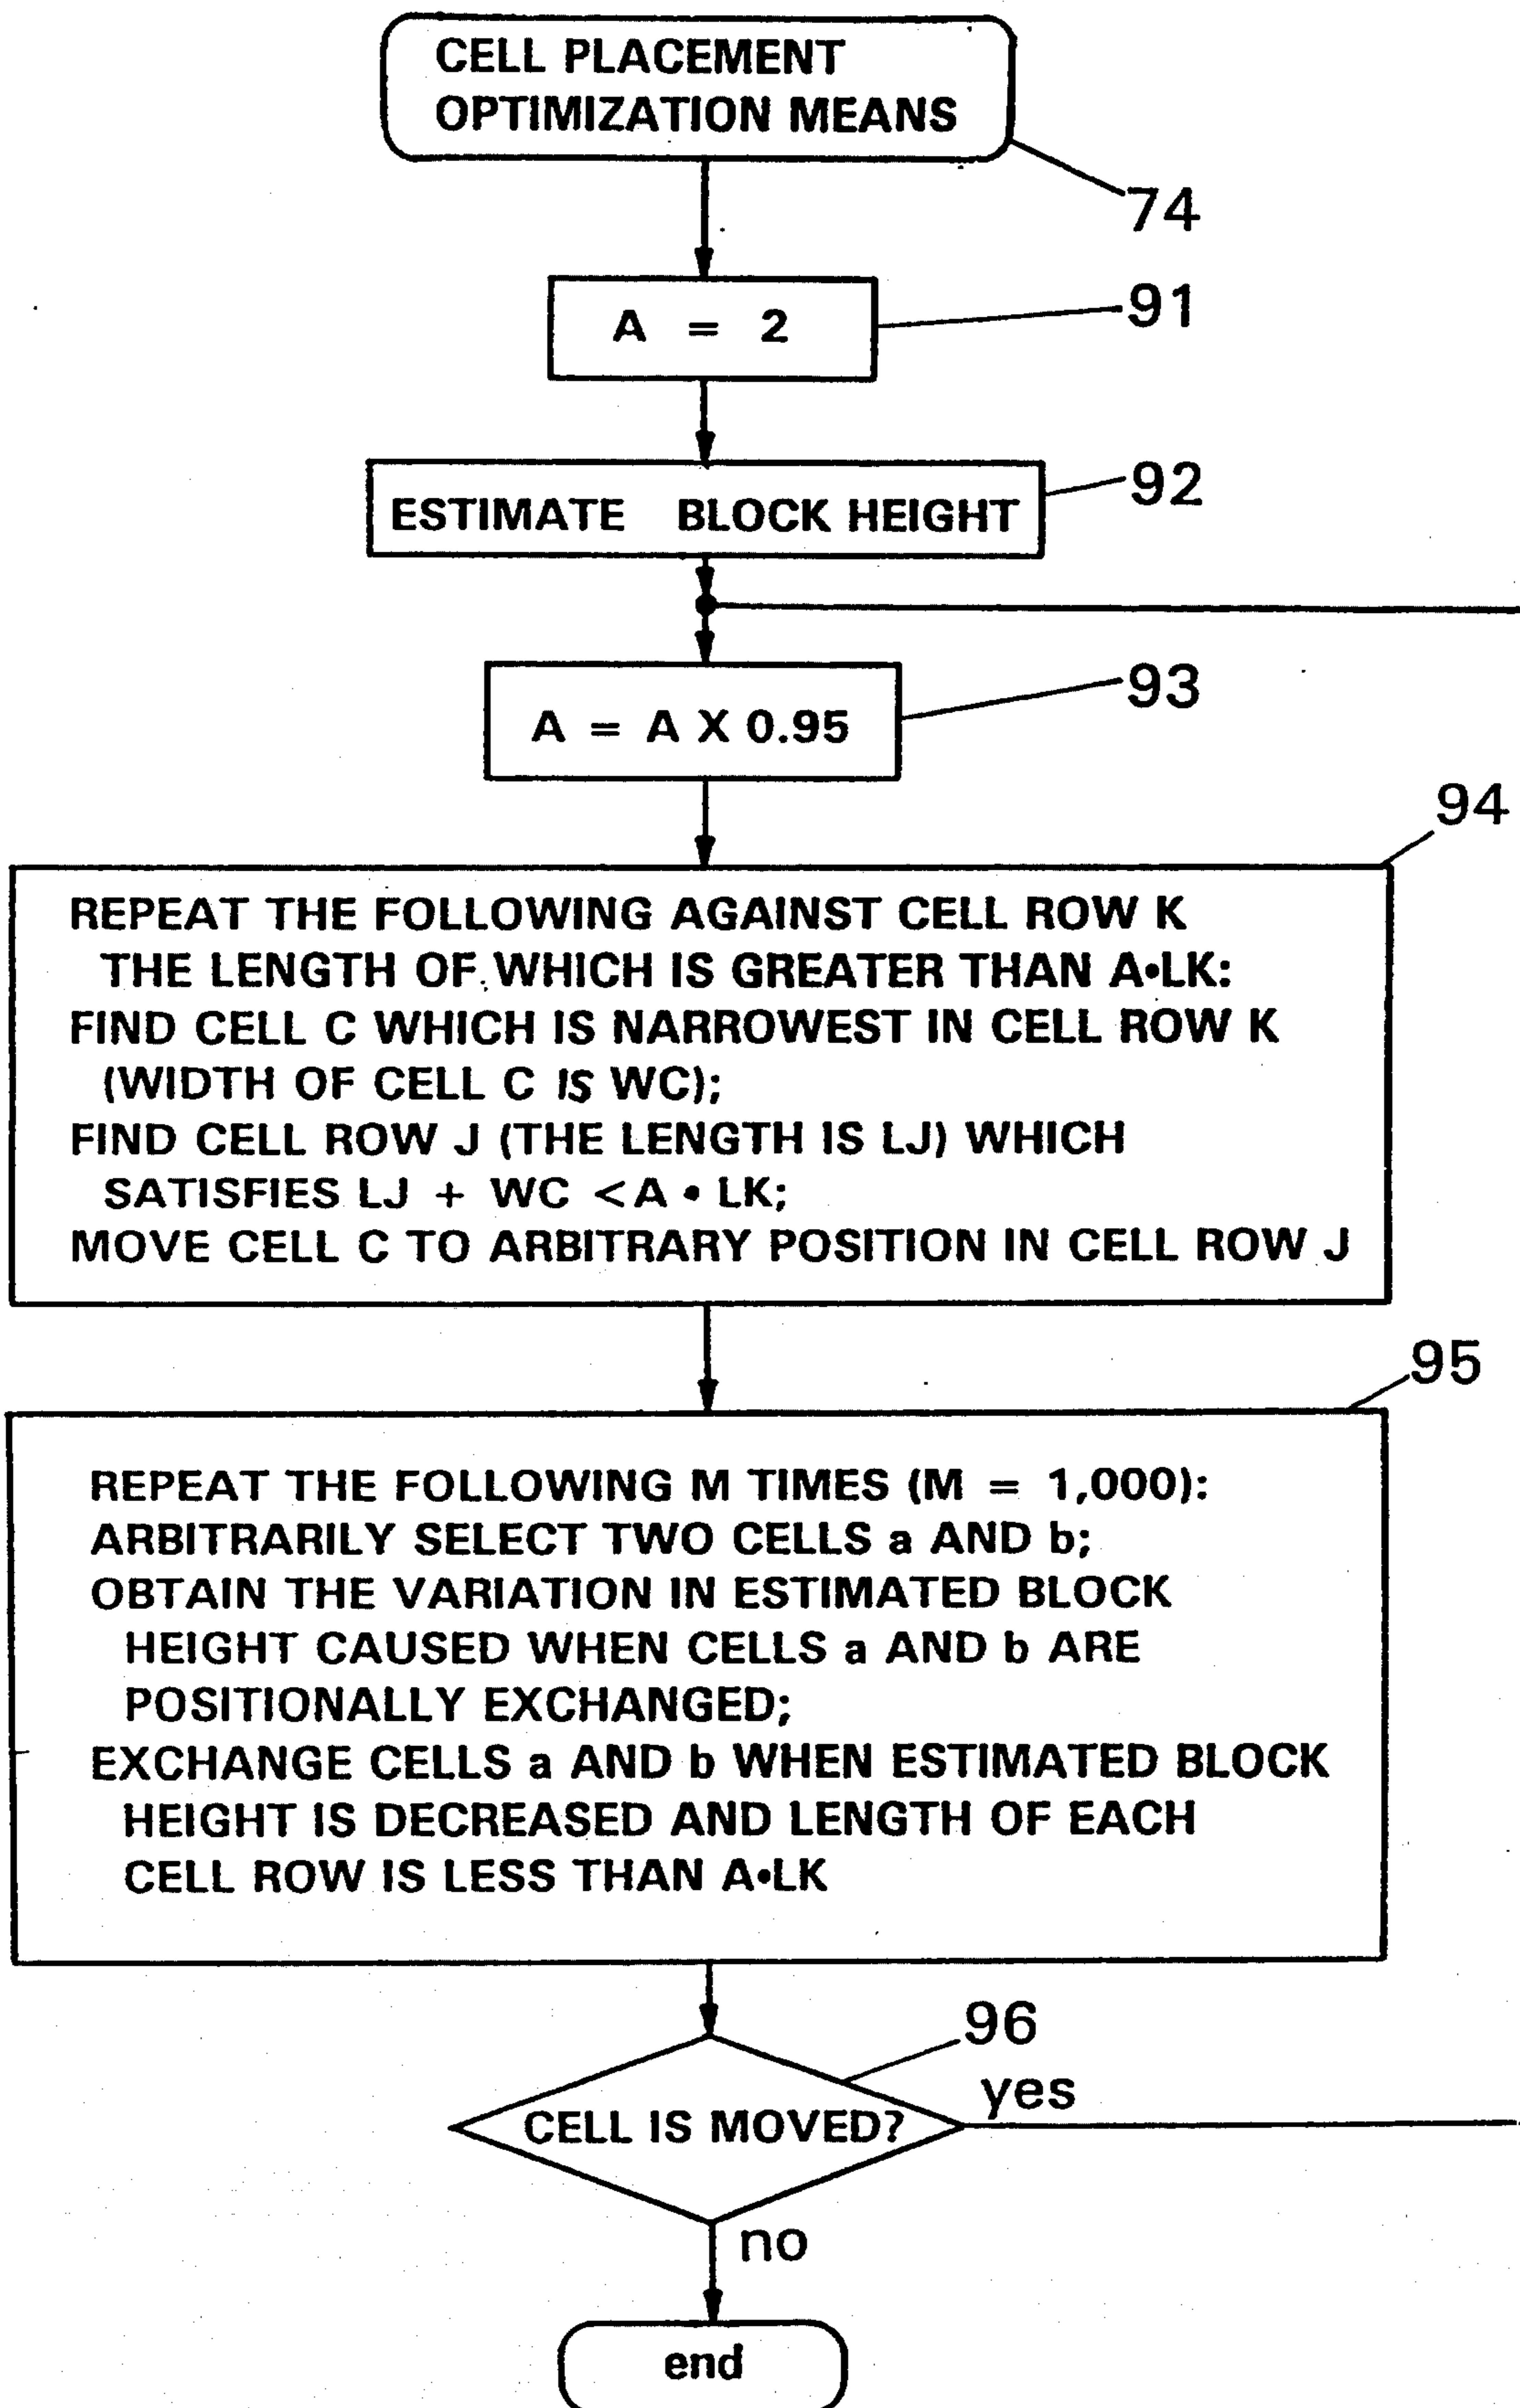 CELL PLACEMENT
OPTIMIZATION MEANS
74
A = 2
91
ESTIMATE BLOCK HEIGHT
92
A = A X 0.95
93
94
REPEAT THE FOLLOWING AGAINST CELL ROW K
THE LENGTH OF WHICH IS GREATER THAN A•LK:
FIND CELL C WHICH IS NARROWEST IN CELL ROW K
(WIDTH OF CELL C IS WC);
FIND CELL ROW J (THE LENGTH IS LJ) WHICH
SATISFIES LJ + WC < A • LK;
MOVE CELL C TO ARBITRARY POSITION IN CELL ROW J
95
REPEAT THE FOLLOWING M TIMES (M = 1,000):
ARBITRARILY SELECT TWO CELLS a AND b;
OBTAIN THE VARIATION IN ESTIMATED BLOCK
HEIGHT CAUSED WHEN CELLS a AND b ARE
POSITIONALLY EXCHANGED;
EXCHANGE CELLS a AND b WHEN ESTIMATED BLOCK
HEIGHT IS DECREASED AND LENGTH OF EACH
CELL ROW IS LESS THAN A•LK
96
CELL IS MOVED?
yes
no
end